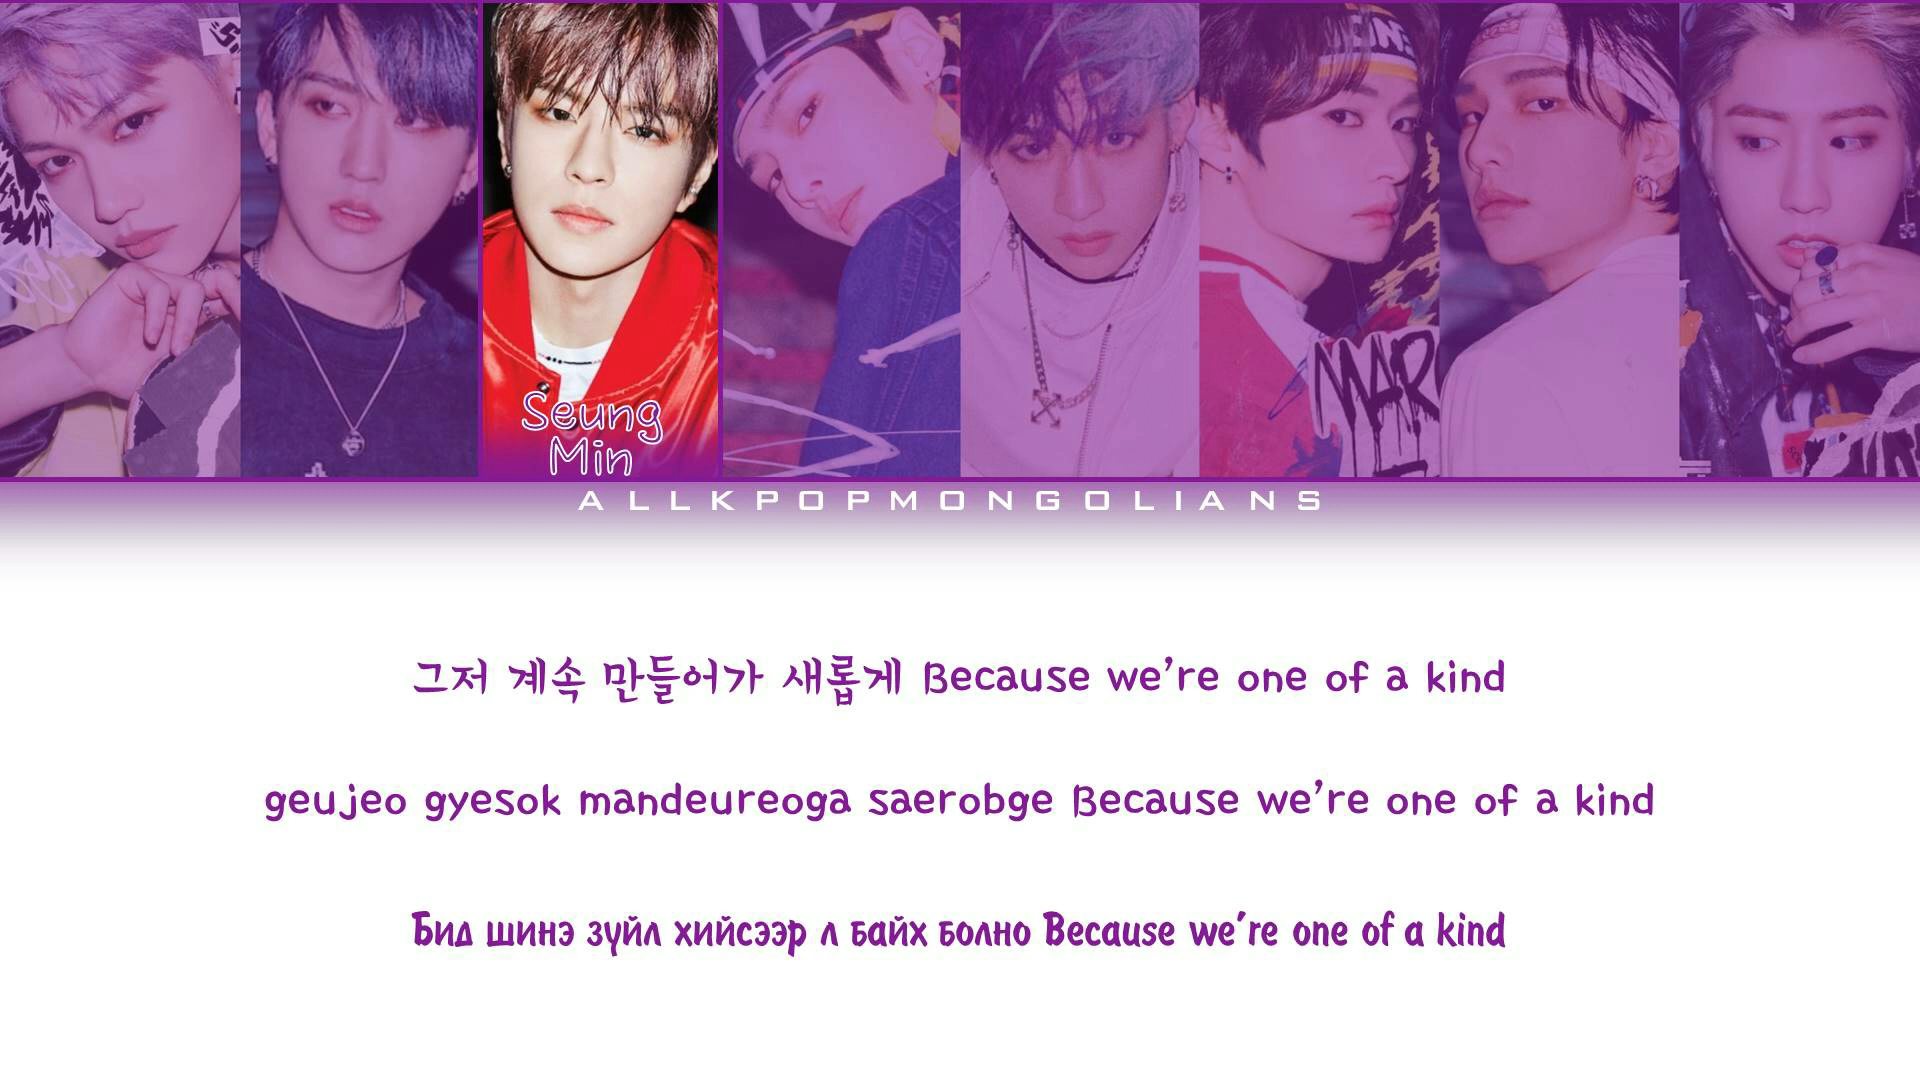 Seung
Min
ALLKPOPMONGOLIANS
그저 계속 만들어가 새롭게 Because we're one of a kind
geujeo gyesok mandeureoga saerobge Because we're one of a kind
Бид шинэ зүйл хийсээр л байх болно Because we're one of a kind